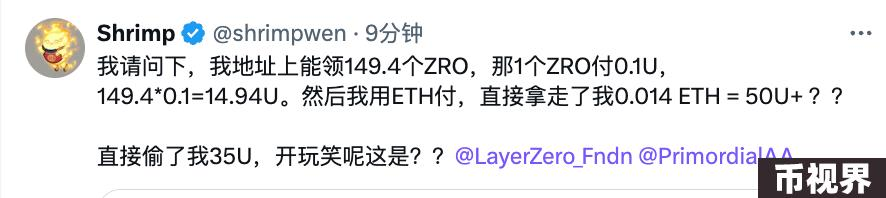 Shrimp @shrimpwen · 9分钟
我请问下，我地址上能领149.4个ZRO，那1个ZRO付0.1U，
149.4*0.1=14.94U。然后我用ETH付，直接拿走了我0.014 ETH = 50U+？？
直接偷了我35U，开玩笑呢这是？？@LayerZero_Fndn @PrimordialAA
币视界